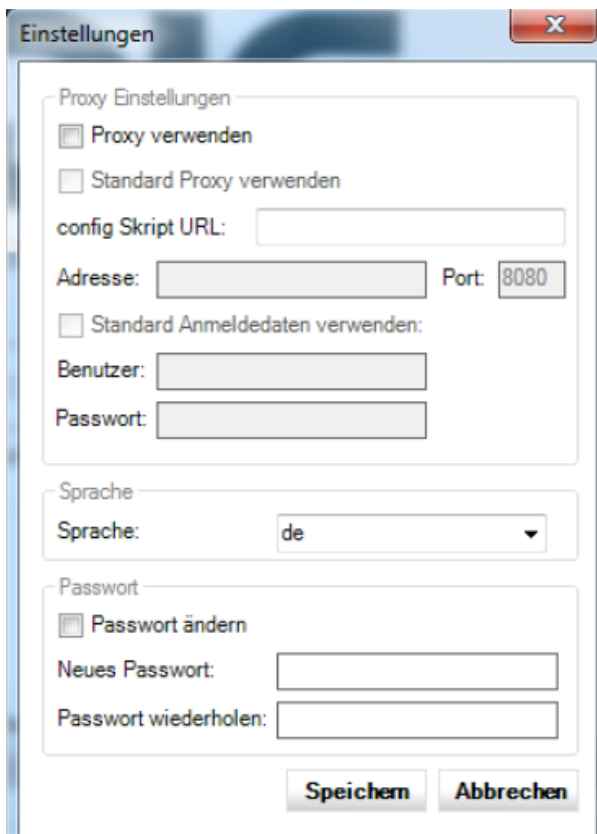 Einstellungen
Proxy Einstellungen
Proxy verwenden
Standard Proxy verwenden
config Skript URL:
Adresse: Port: 8080
Standard Anmeldedaten verwenden:
Benutzer:
Passwort:
Sprache
Sprache: de
Passwort
Passwort ändern
Neues Passwort:
Passwort wiederholen:
Speichern Abbrechen